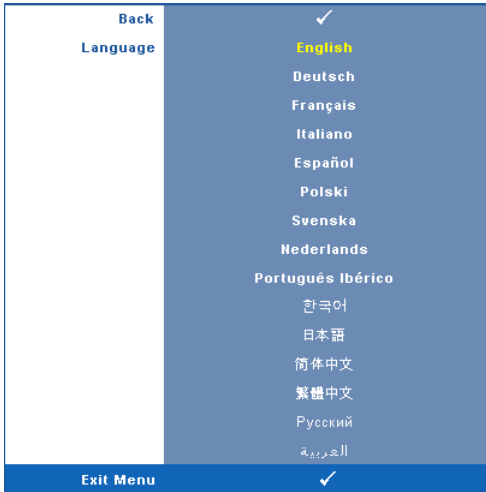 Back ✓
Language English
Deutsch
Français
Italiano
Español
Polski
Svenska
Nederlands
Português Ibérico
한국어
日本語
简体中文
繁體中文
Русский
العربية
Exit Menu ✓